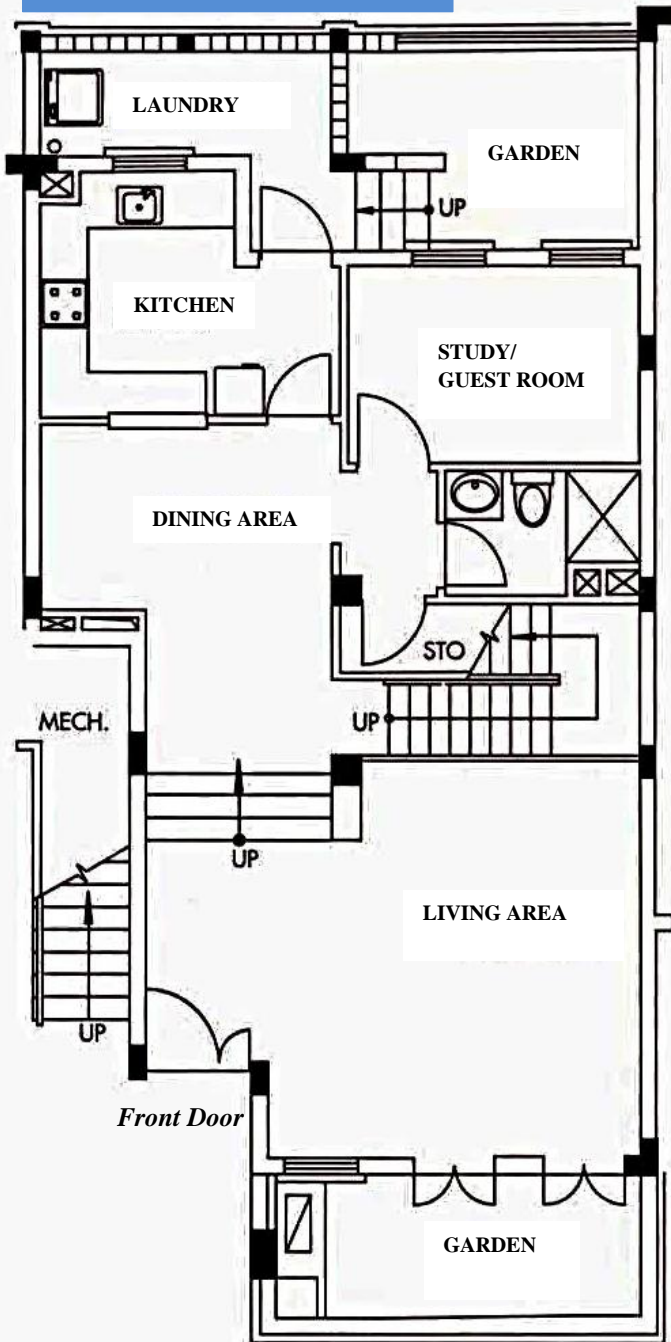 LAUNDRY
GARDEN
UP
KITCHEN
STUDY/
GUEST ROOM
DINING AREA
STO
MECH.
UP
UP
LIVING AREA
UP
Front Door
GARDEN